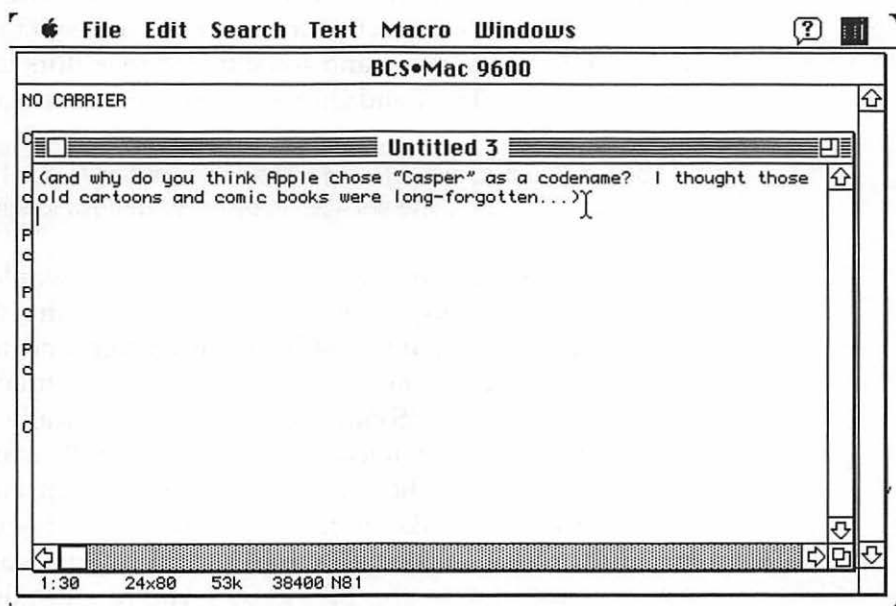 File Edit Search Text Macro Windows
BCS•Mac 9600
NO CARRIER
C
Untitled 3
P
(and why do you think Apple chose "Casper" as a codename?  I thought those
c
old cartoons and comic books were long-forgotten...)
P
c
P
c
P
c
C
1:30 24x80 53k 38400 N81